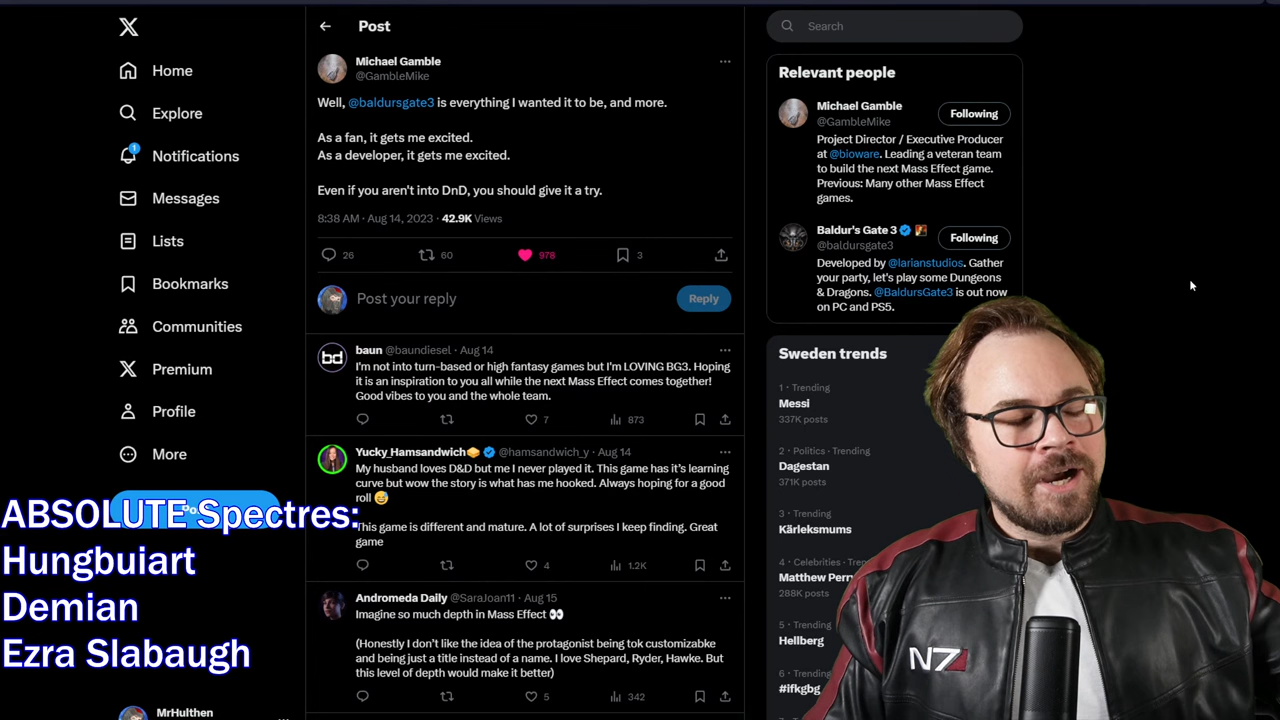 Home
Explore
1
Notifications
Messages
Lists
Bookmarks
Communities
Premium
Profile
More
ABSOLUTE Spectres:
Hungbuiart
Demian
Ezra Slabaugh
MrHulthen
Post
Michael Gamble
@GambleMike
Well, @baldursgate3 is everything I wanted it to be, and more.
As a fan, it gets me excited.
As a developer, it gets me excited.
Even if you aren't into DnD, you should give it a try.
8:38 AM · Aug 14, 2023 · 42.9K Views
26 60 978 3
Post your reply
Reply
bd
baun @baundiesel · Aug 14
I'm not into turn-based or high fantasy games but I'm LOVING BG3. Hoping
it is an inspiration to you all while the next Mass Effect comes together!
Good vibes to you and the whole team.
7 873
Yucky_Hamsandwich @hamsandwich_y · Aug 14
My husband loves D&D but me I never played it. This game has it's learning
curve but wow the story is what has me hooked. Always hoping for a good
roll 😅
This game is different and mature. A lot of surprises I keep finding. Great
game
4 1.2K
Andromeda Daily @SaraJoan11 · Aug 15
Imagine so much depth in Mass Effect 👀
(Honestly I don't like the idea of the protagonist being tok customizabke
and being just a title instead of a name. I love Shepard, Ryder, Hawke. But
this level of depth would make it better)
5 342
Search
Relevant people
Michael Gamble
@GambleMike
Following
Project Director / Executive Producer
at @bioware. Leading a veteran team
to build the next Mass Effect game.
Previous: Many other Mass Effect
games.
Baldur's Gate 3
@baldursgate3
Following
Developed by @larianstudios. Gather
your party, let's play some Dungeons
& Dragons. @BaldursGate3 is out now
on PC and PS5.
Sweden trends
1 · Trending
Messi
337K posts
2 · Politics · Trending
Dagestan
371K posts
3 · Trending
Kärleksmums
4 · Celebrities · Tren
Matthew Perr
288K posts
5 · Trending
Hellberg
6 · Trending
#ifkgbg
N7